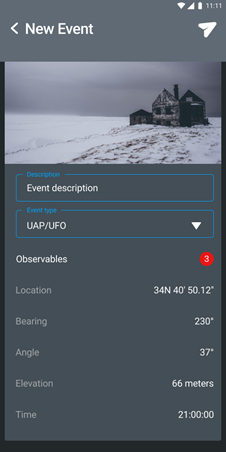 11:11
New Event
Description
Event description
Event type
UAP/UFO
Observables 3
Location 34N 40' 50.12"
Bearing 230°
Angle 37°
Elevation 66 meters
Time 21:00:00